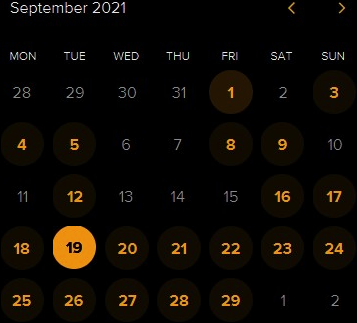 September 2021
MON TUE WED THU FRI SAT SUN
28 29 30 31 1 2 3
4 5 6 7 8 9 10
11 12 13 14 15 16 17
18 19 20 21 22 23 24
25 26 27 28 29 1 2